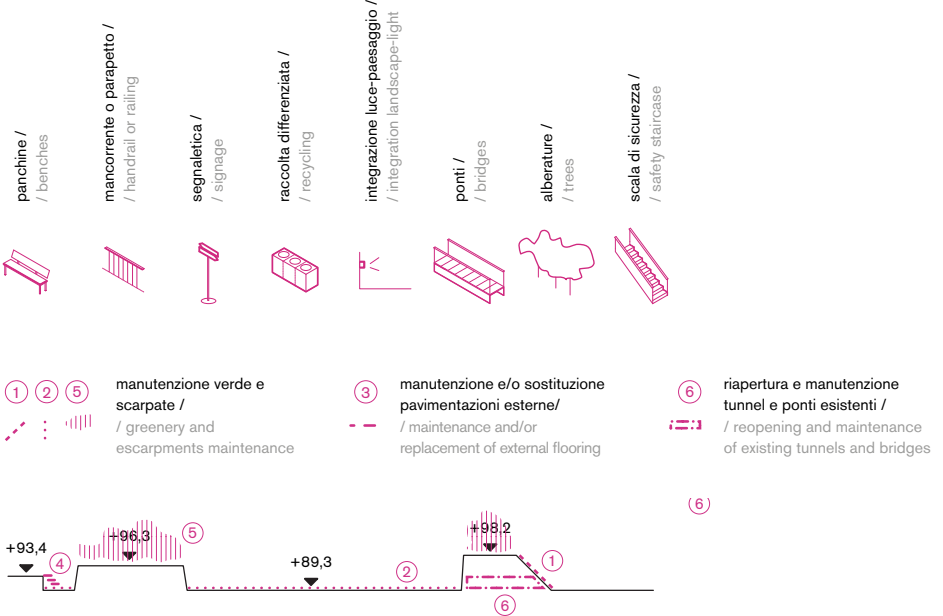 panchine /
/ benches
mancorrente o parapetto /
/ handrail or railing
segnaletica /
/ signage
raccolta differenziata /
/ recycling
integrazione luce-paesaggio /
/ integration landscape-light
ponti /
/ bridges
alberature /
/ trees
scala di sicurezza /
/ safety staircase
1 2 5
manutenzione verde e
scarpate /
/ greenery and
escarpments maintenance
3
manutenzione e/o sostituzione
pavimentazioni esterne/
/ maintenance and/or
replacement of external flooring
6
riapertura e manutenzione
tunnel e ponti esistenti /
/ reopening and maintenance
of existing tunnels and bridges
6
+93,4
4
+96,3
5
+89,3
2
+98.2
1
6